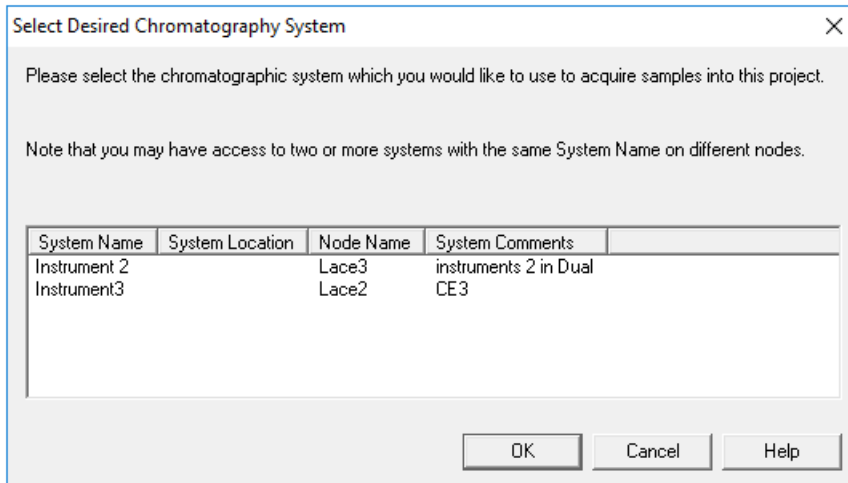 Select Desired Chromatography System
Please select the chromatographic system which you would like to use to acquire samples into this project.
Note that you may have access to two or more systems with the same System Name on different nodes.
System Name System Location Node Name System Comments
Instrument 2 Lace3 instruments 2 in Dual
Instrument3 Lace2 CE3
OK Cancel Help